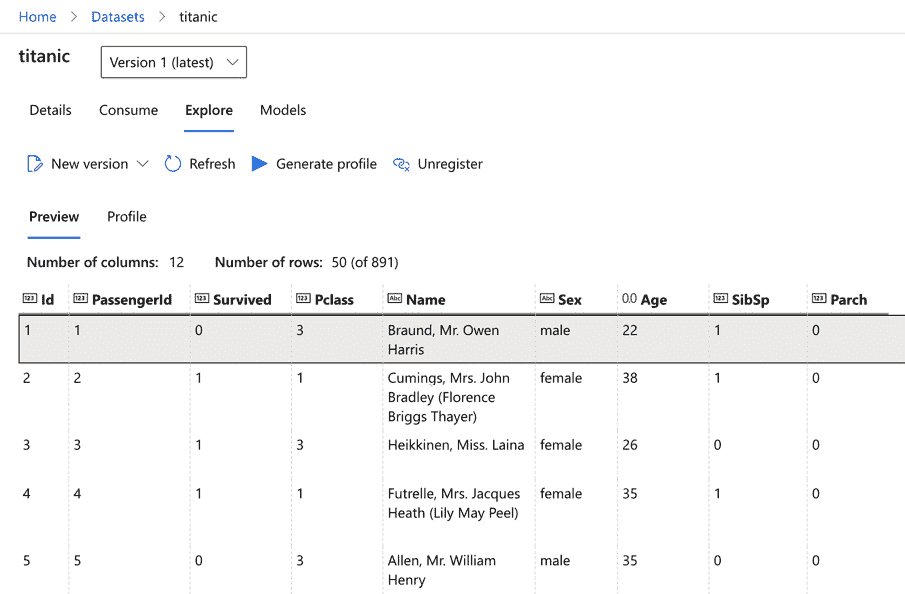 Home > Datasets > titanic
titanic Version 1 (latest)
Details Consume Explore Models
New version Refresh Generate profile Unregister
Preview Profile
Number of columns: 12 Number of rows: 50 (of 891)
123 Id 123 PassengerId 123 Survived 123 Pclass Abc Name Abc Sex 0.0 Age 123 SibSp 123 Parch
1 1 0 3 Braund, Mr. Owen male 22 1 0
Harris
2 2 1 1 Cumings, Mrs. John female 38 1 0
Bradley (Florence
Briggs Thayer)
3 3 1 3 Heikkinen, Miss. Laina female 26 0 0
4 4 1 1 Futrelle, Mrs. Jacques female 35 1 0
Heath (Lily May Peel)
5 5 0 3 Allen, Mr. William male 35 0 0
Henry